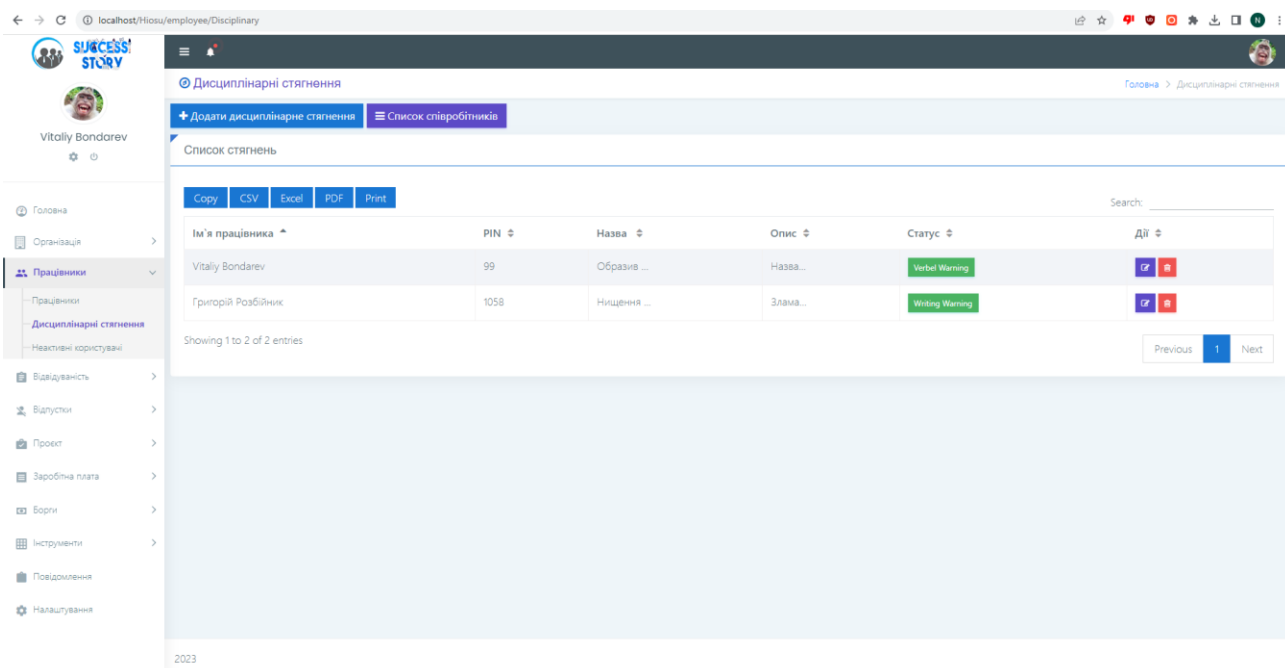 localhost/Hiosu/employee/Disciplinary
N
SUCCESS
STORY
Vitaliy Bondarev
Головна
Організація
Працівники
Працівники
Дисциплінарні стягнення
Неактивні користувачі
Відвідуваність
Відпустки
Проєкт
Заробітна плата
Борги
Інструменти
Повідомлення
Налаштування
Дисциплінарні стягнення
Головна > Дисциплінарні стягнення
Додати дисциплінарне стягнення Список співробітників
Список стягнень
Copy CSV Excel PDF Print
Search:
Ім`я працівника PIN Назва Опис Статус Дії
Vitaliy Bondarev 99 Образив ... Назва... Verbel Warning
Григорій Розбійник 1058 Нищення ... Злама... Writing Warning
Showing 1 to 2 of 2 entries
Previous 1 Next
2023